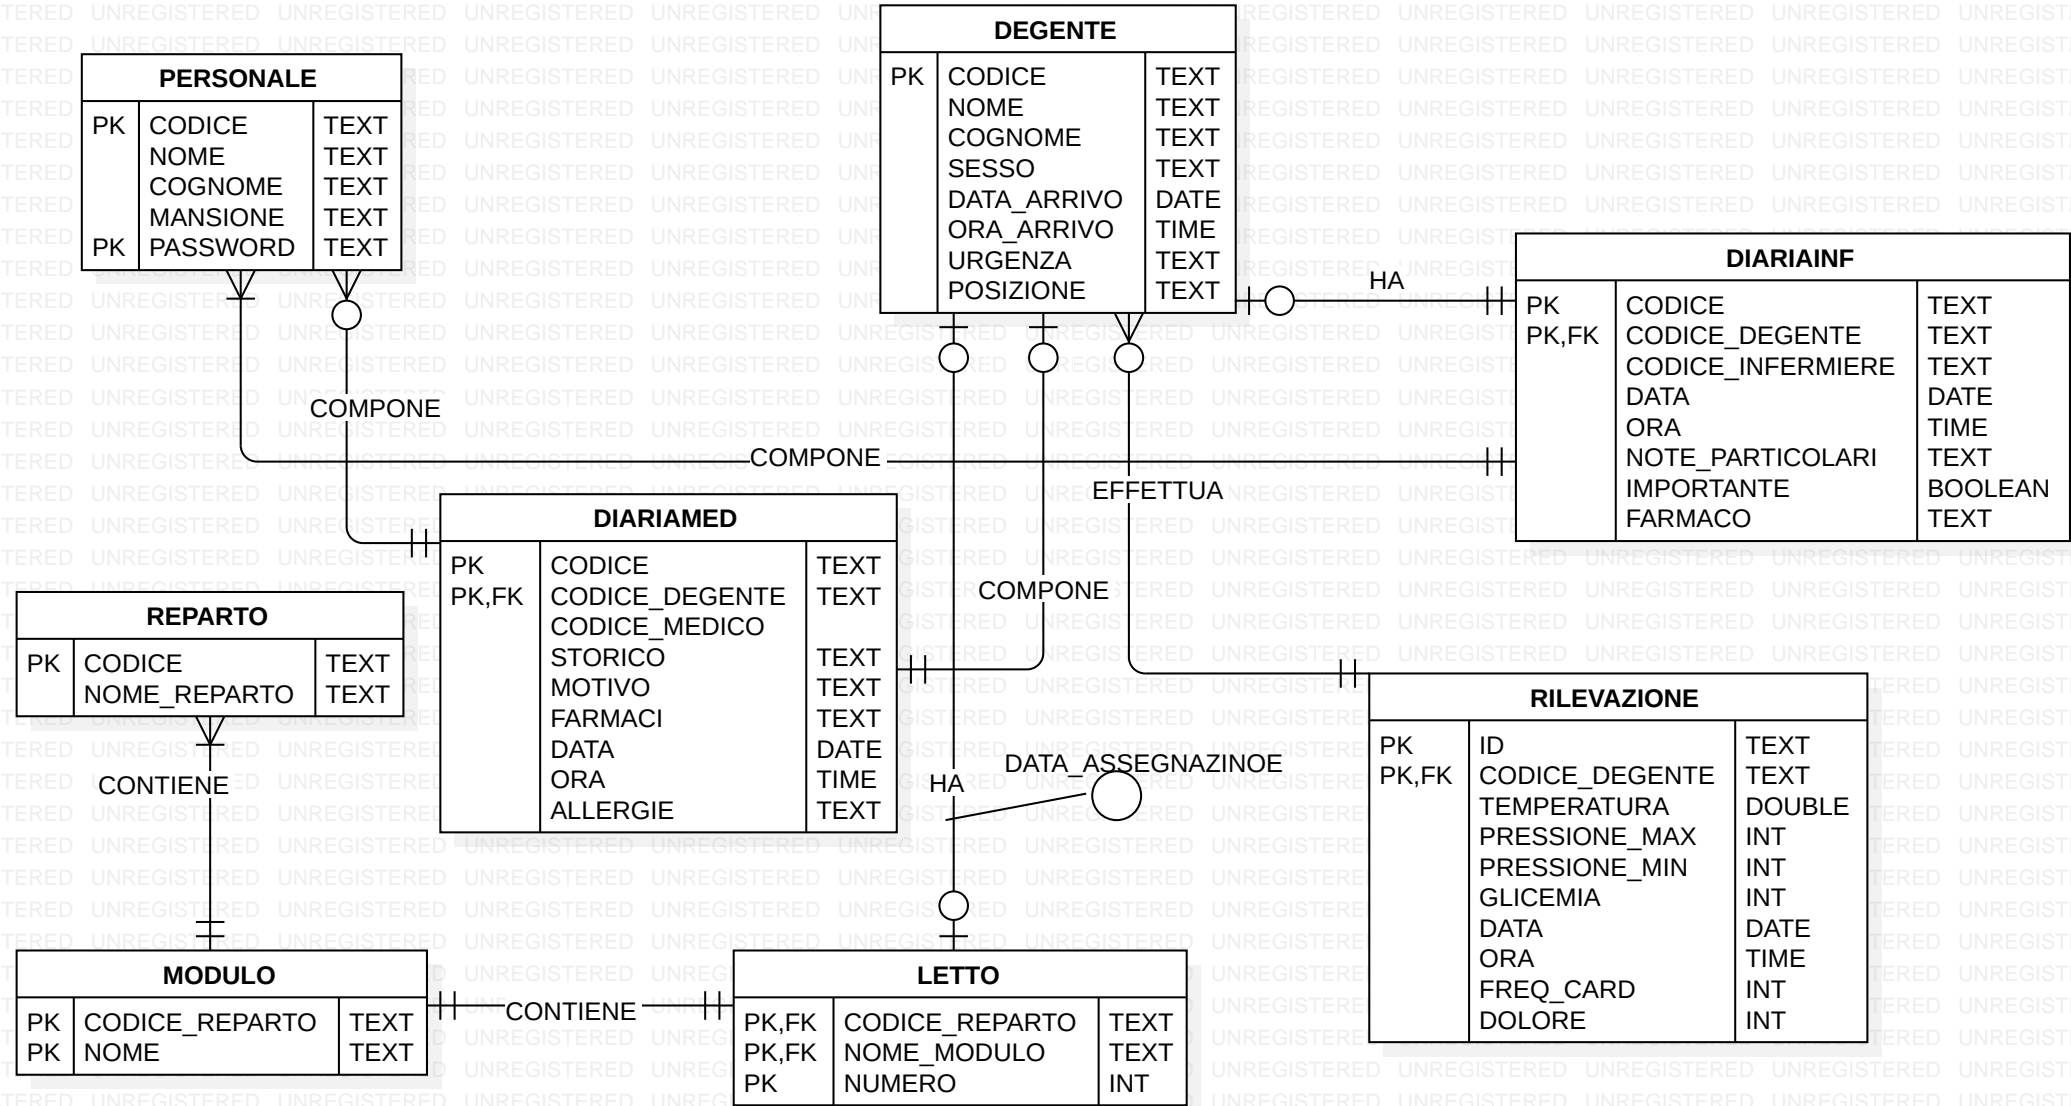 DEGENTE
PK CODICE TEXT
NOME TEXT
COGNOME TEXT
SESSO TEXT
DATA_ARRIVO DATE
ORA_ARRIVO TIME
URGENZA TEXT
POSIZIONE TEXT
PERSONALE
PK CODICE TEXT
NOME TEXT
COGNOME TEXT
MANSIONE TEXT
PK PASSWORD TEXT
HA
DIARIAINF
PK CODICE TEXT
PK,FK CODICE_DEGENTE TEXT
CODICE_INFERMIERE TEXT
DATA DATE
ORA TIME
NOTE_PARTICOLARI TEXT
IMPORTANTE BOOLEAN
FARMACO TEXT
COMPONE
COMPONE
EFFETTUA
DIARIAMED
PK CODICE TEXT
PK,FK CODICE_DEGENTE TEXT
CODICE_MEDICO
STORICO TEXT
MOTIVO TEXT
FARMACI TEXT
DATA DATE
ORA TIME
ALLERGIE TEXT
COMPONE
REPARTO
PK CODICE TEXT
NOME_REPARTO TEXT
CONTIENE
HA
DATA_ASSEGNAZINOE
RILEVAZIONE
PK ID TEXT
PK,FK CODICE_DEGENTE TEXT
TEMPERATURA DOUBLE
PRESSIONE_MAX INT
PRESSIONE_MIN INT
GLICEMIA INT
DATA DATE
ORA TIME
FREQ_CARD INT
DOLORE INT
MODULO
PK CODICE_REPARTO TEXT
PK NOME TEXT
CONTIENE
LETTO
PK,FK CODICE_REPARTO TEXT
PK,FK NOME_MODULO TEXT
PK NUMERO INT
UNREGISTERED